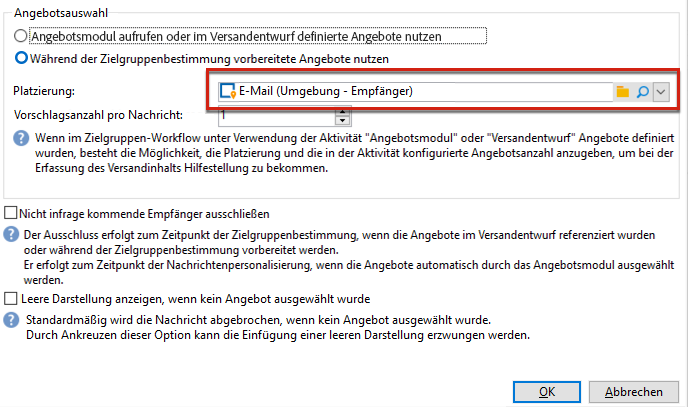 Angebotsauswahl
Angebotsmodul aufrufen oder im Versandentwurf definierte Angebote nutzen
Während der Zielgruppenbestimmung vorbereitete Angebote nutzen
Platzierung: E-Mail (Umgebung - Empfänger)
Vorschlagsanzahl pro Nachricht: 1
Wenn im Zielgruppen-Workflow unter Verwendung der Aktivität "Angebotsmodul" oder "Versandentwurf" Angebote definiert
wurden, besteht die Möglichkeit, die Platzierung und die in der Aktivität konfigurierte Angebotsanzahl anzugeben, um bei der
Erfassung des Versandinhalts Hilfestellung zu bekommen.
Nicht infrage kommende Empfänger ausschließen
Der Ausschluss erfolgt zum Zeitpunkt der Zielgruppenbestimmung, wenn die Angebote im Versandentwurf referenziert wurden
oder während der Zielgruppenbestimmung vorbereitet werden.
Er erfolgt zum Zeitpunkt der Nachrichtenpersonalisierung, wenn die Angebote automatisch durch das Angebotsmodul ausgewählt
werden.
Leere Darstellung anzeigen, wenn kein Angebot ausgewählt wurde
Standardmäßig wird die Nachricht abgebrochen, wenn kein Angebot ausgewählt wurde.
Durch Ankreuzen dieser Option kann die Einfügung einer leeren Darstellung erzwungen werden.
OK Abbrechen